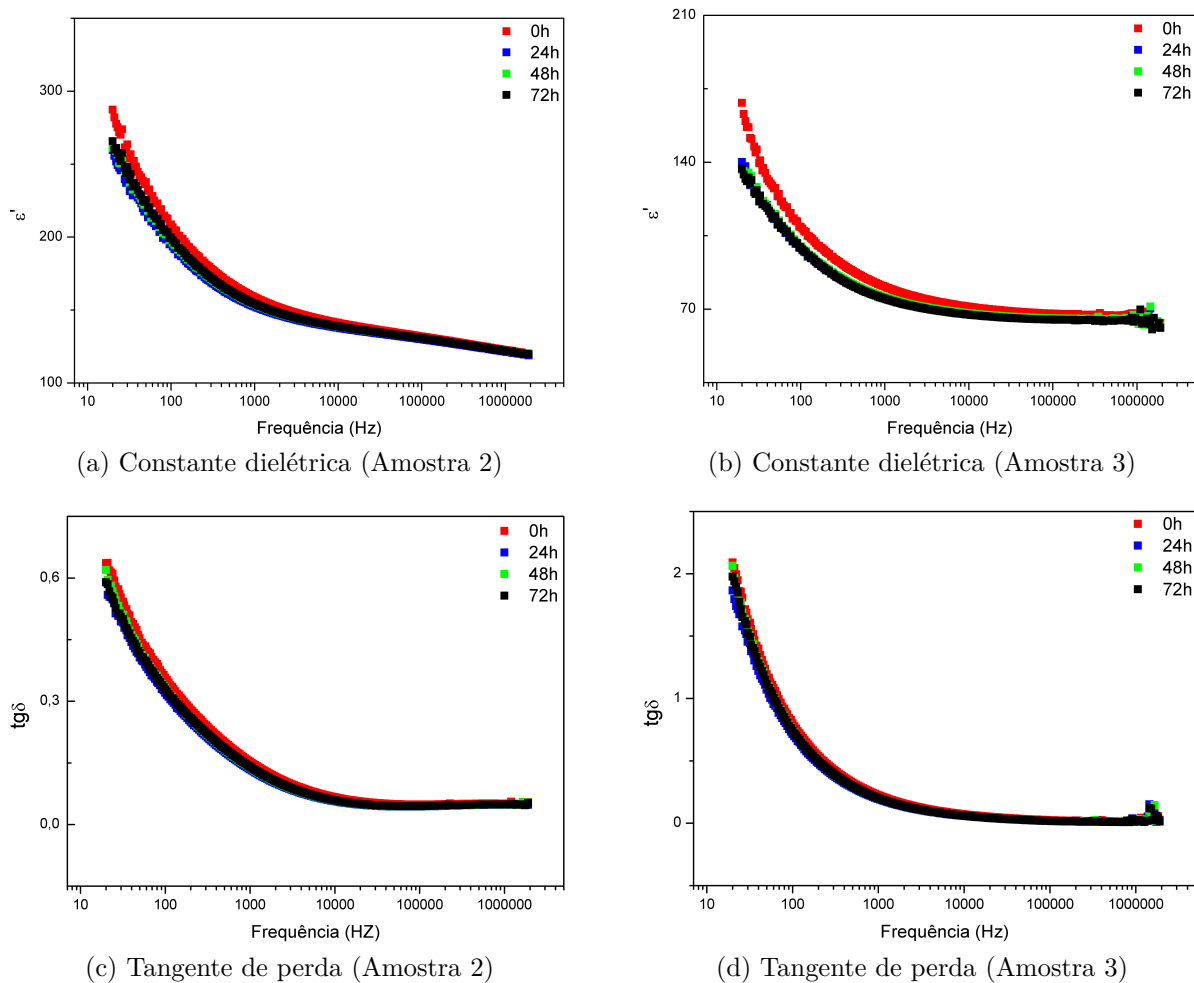 0h
24h
48h
72h
300
200
100
ε'
10 100 1000 10000 100000 1000000
Frequência (Hz)
(a) Constante dielétrica (Amostra 2)
0h
24h
48h
72h
210
140
70
ε'
10 100 1000 10000 100000 1000000
Frequência (Hz)
(b) Constante dielétrica (Amostra 3)
0h
24h
48h
72h
0,6
0,3
0,0
tgδ
10 100 1000 10000 100000 1000000
Frequência (HZ)
(c) Tangente de perda (Amostra 2)
0h
24h
48h
72h
2
1
0
tgδ
10 100 1000 10000 100000 1000000
Frequência (Hz)
(d) Tangente de perda (Amostra 3)